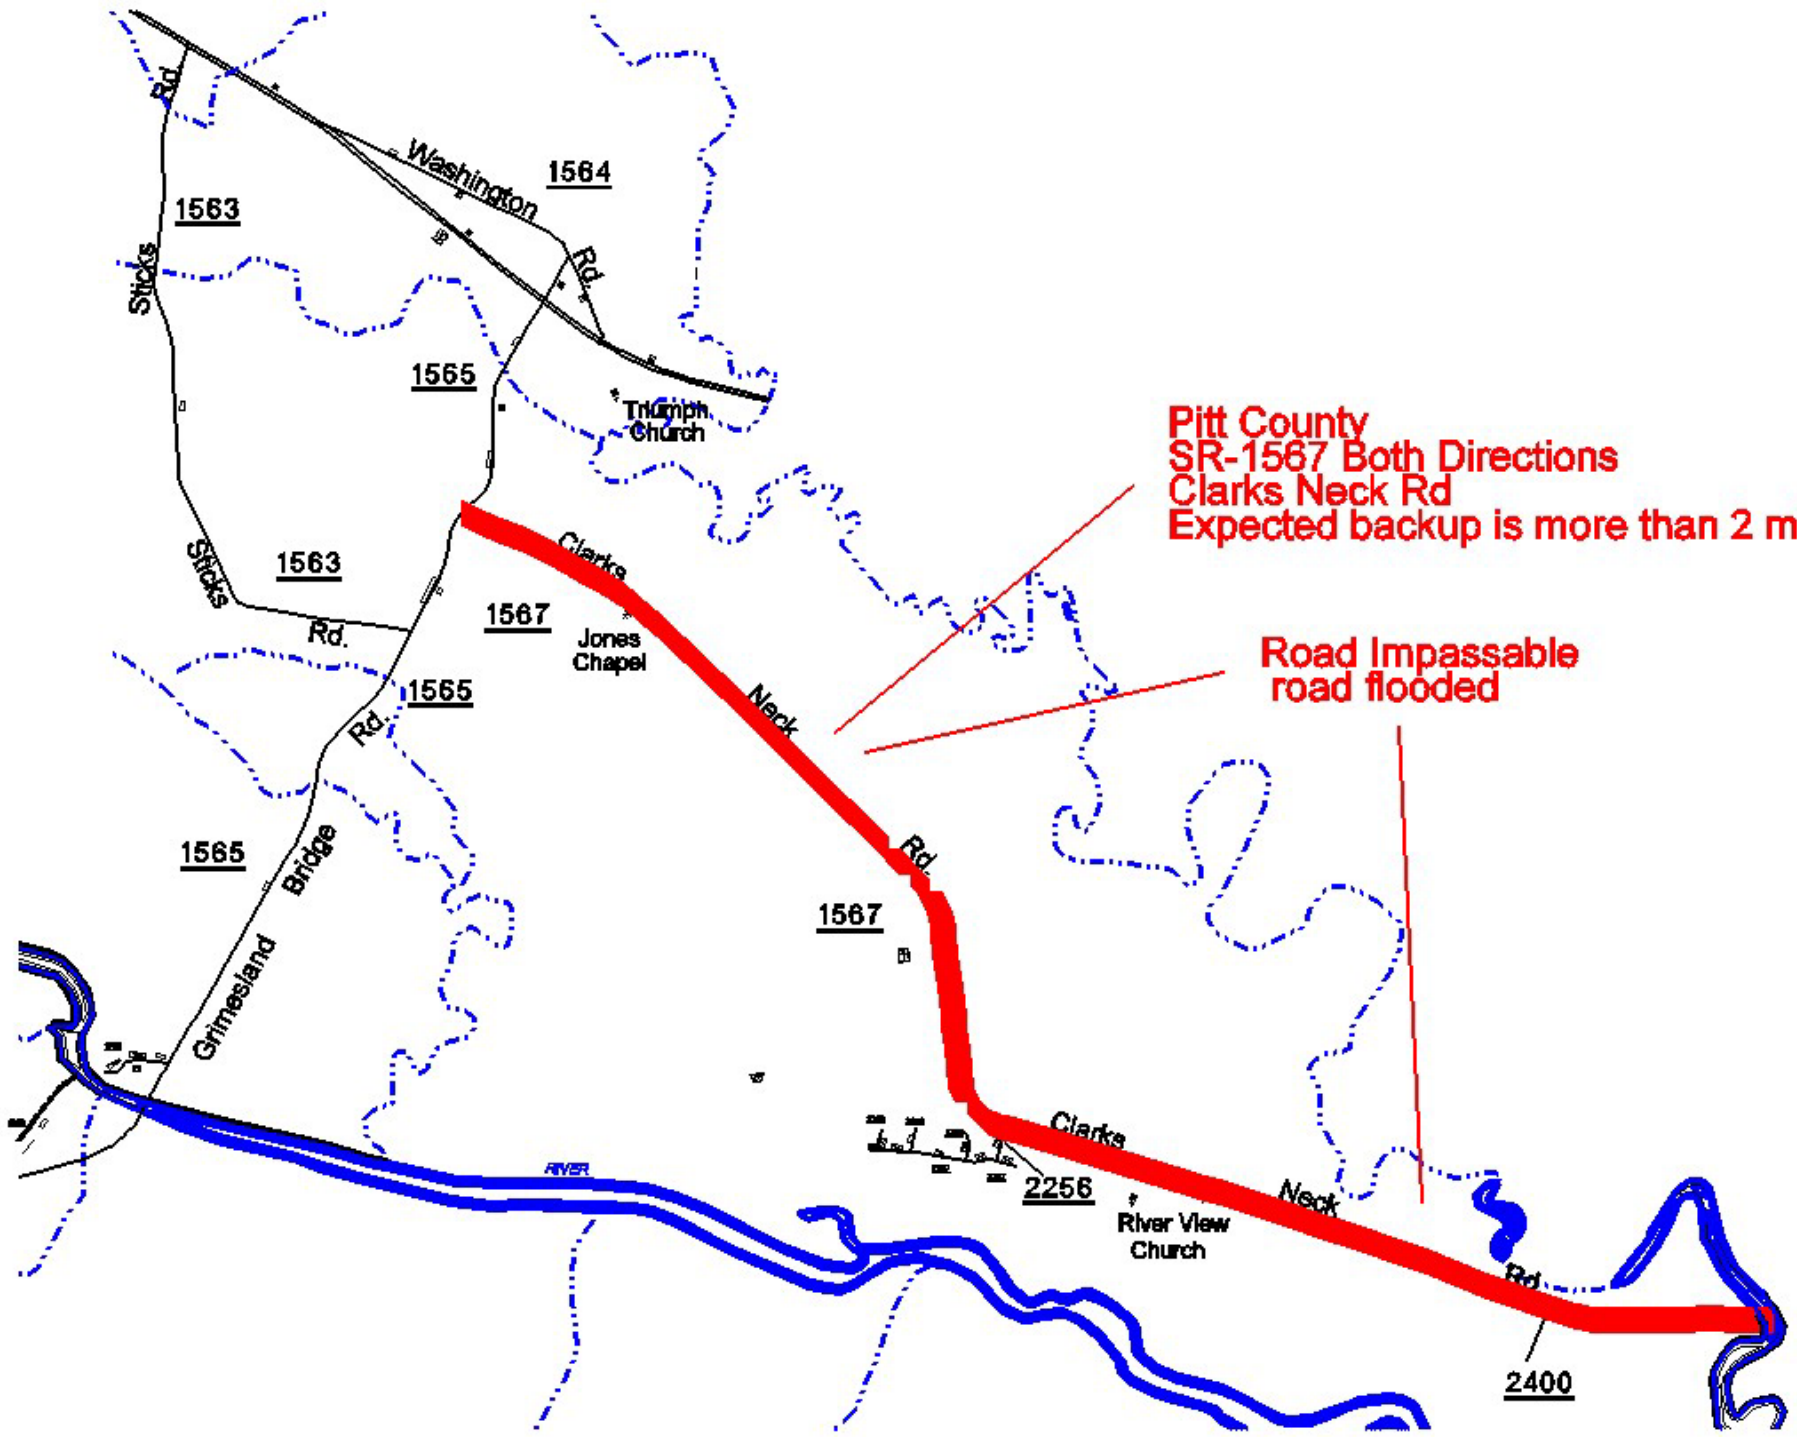 Rd.
Washington
1564
1563
Sticks
Rd.
1565
Triumph
Church
Pitt County
SR-1567 Both Directions
Clarks Neck Rd
Expected backup is more than 2 m
Clarks
Sticks
1563
1567
Rd.
Jones
Chapel
Road Impassable
road flooded
1565
Rd.
Neck
1565
Bridge
Rd.
1567
Grimesland
Clarks
RIVER
2256
Neck
River View
Church
Rd
2400